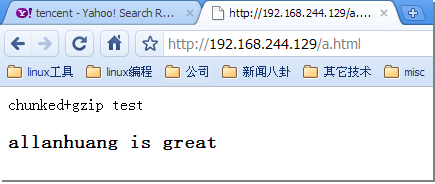 tencent - Yahoo! Search R... http://192.168.244.129/a....
http://192.168.244.129/a.html
linux工具 linux编程 公司 新闻八卦 其它技术 misc
chunked+gzip test
allanhuang is great